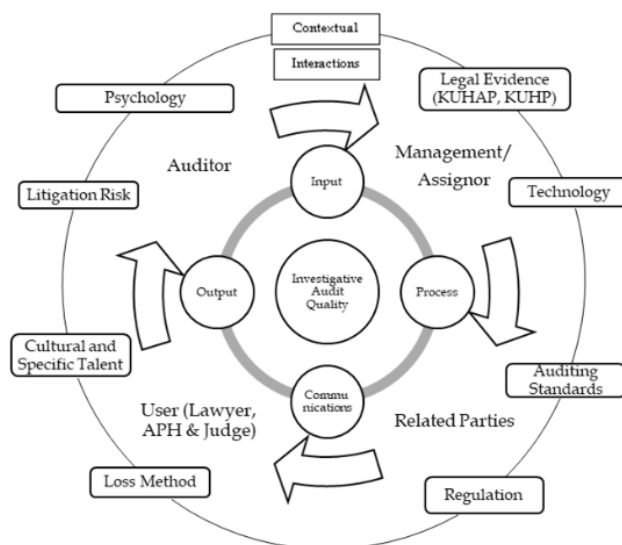 Contextual
Interactions
Psychology
Legal Evidence
(KUHAP, KUHP)
Auditor
Management/
Assignor
Input
Litigation Risk
Technology
Output
Investigative
Audit
Quality
Process
Cultural and
Specific Talent
Auditing
Standards
Commu
nications
User (Lawyer,
APH & Judge)
Related Parties
Loss Method
Regulation